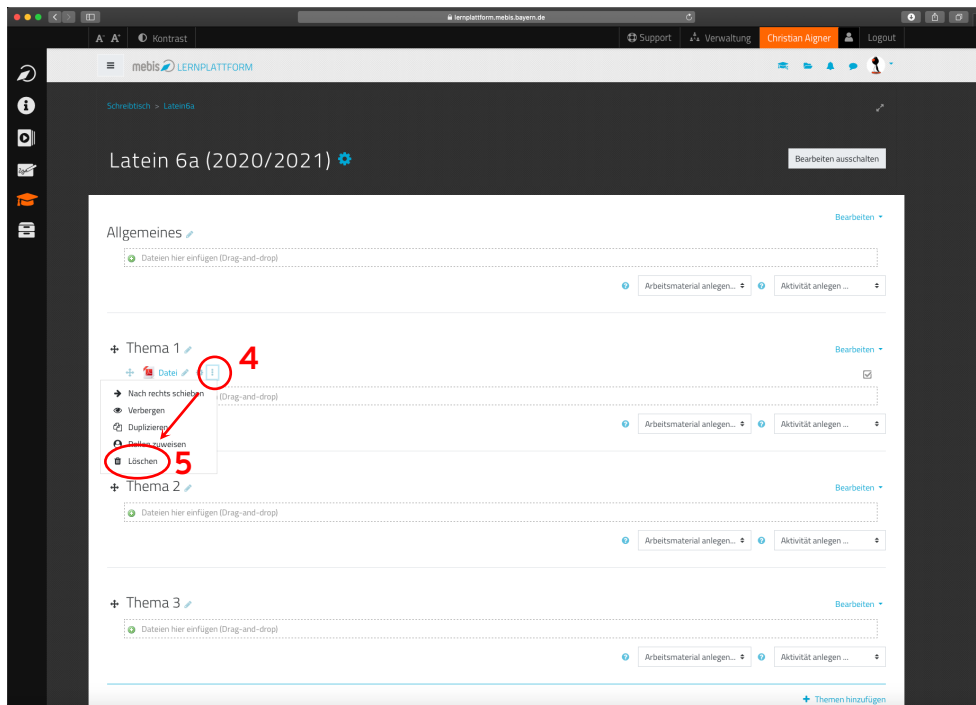 lernplattform.mebis.bayern.de
A- A+ Kontrast Support Verwaltung Christian Aigner Logout
mebis LERNPLATTFORM
Schreibtisch > Latein6a
Latein 6a (2020/2021) Bearbeiten ausschalten
Bearbeiten
Allgemeines
Dateien hier einfügen (Drag-and-drop)
Arbeitsmaterial anlegen... Aktivität anlegen ...
Thema 1 4 Bearbeiten
Datei
Nach rechts schieben (Drag-and-drop)
Verbergen
Duplizieren Arbeitsmaterial anlegen... Aktivität anlegen ...
Rollen zuweisen
Löschen 5
Thema 2 Bearbeiten
Dateien hier einfügen (Drag-and-drop)
Arbeitsmaterial anlegen... Aktivität anlegen ...
Thema 3 Bearbeiten
Dateien hier einfügen (Drag-and-drop)
Arbeitsmaterial anlegen... Aktivität anlegen ...
+ Themen hinzufügen